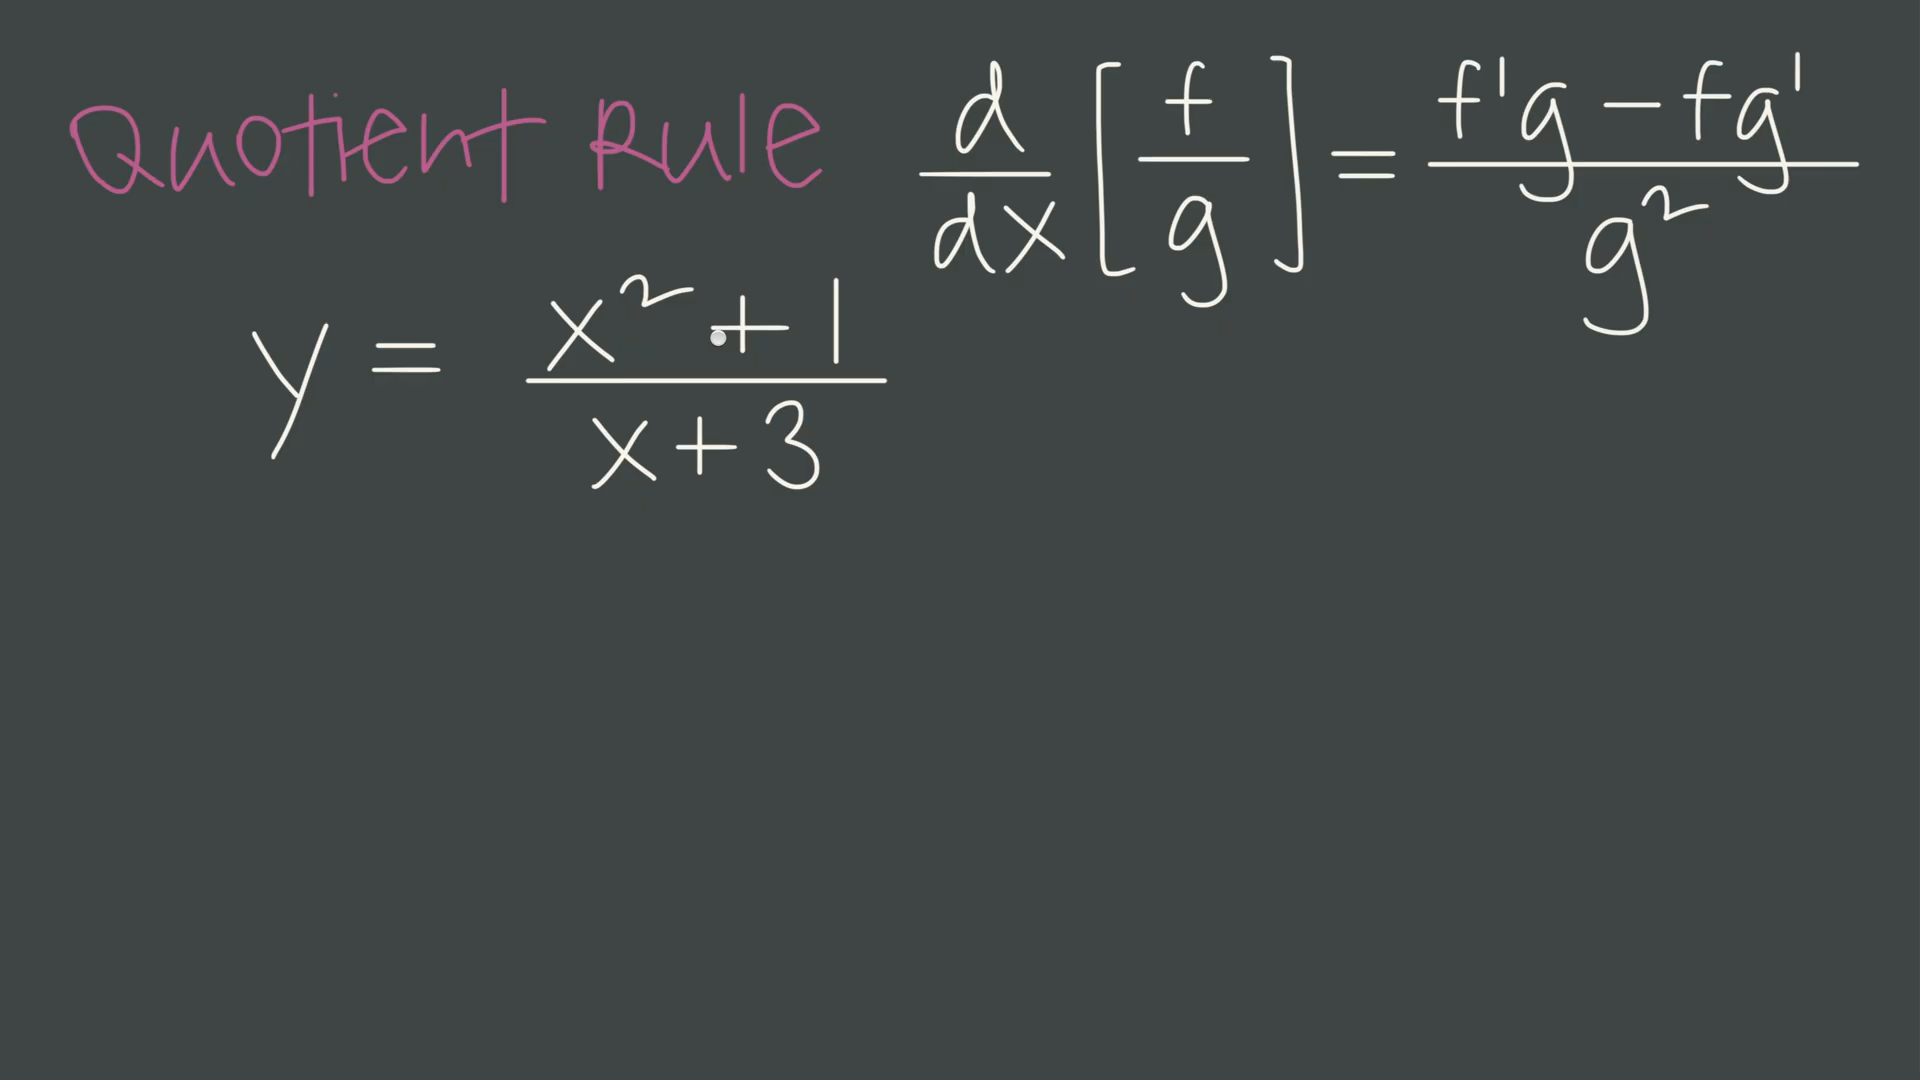 Quotient Rule d/dx [f/g] = (f'g - fg')/g²
y = (x² + 1)/(x + 3)